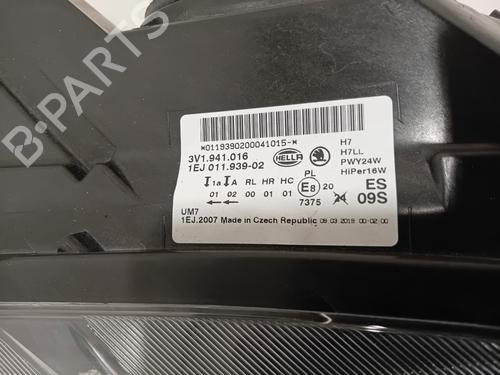 B-PARTS
*0119390200041015-*
3V1.941.016
1EJ 011.939-02
HELLA
H7
H7LL
PWY24W
HiPer16W
1a A RL HR HC PL
01 02 00 01 01
E8 20
7375 24
ES
09S
UM7
1EJ.2007 Made in Czech Republic 08.03.2019 00:02:00